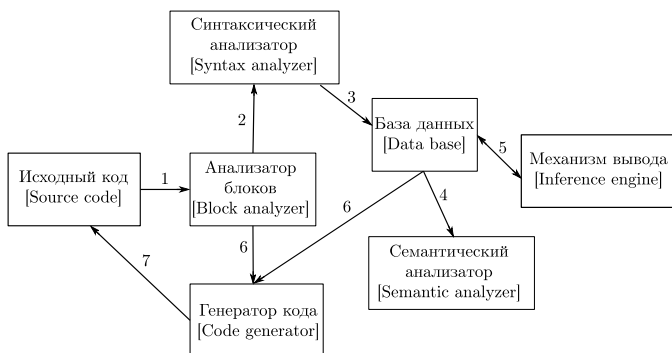 Синтаксический
анализатор
[Syntax analyzer]
3
2
База данных
[Data base]
5
Механизм вывода
[Inference engine]
Исходный код
[Source code]
1
Анализатор
блоков
[Block analyzer]
6
4
6
7
Семантический
анализатор
[Semantic analyzer]
Генератор кода
[Code generator]